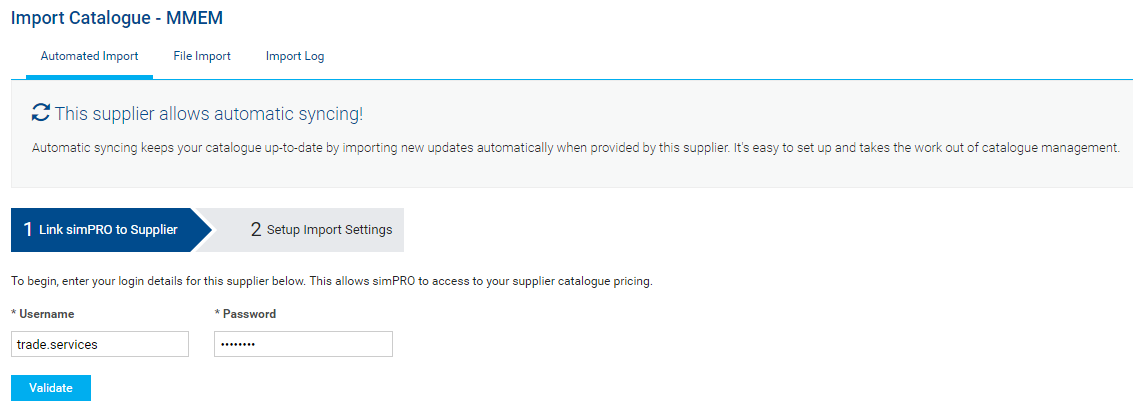 Import Catalogue - MMEM
Automated Import File Import Import Log
This supplier allows automatic syncing!
Automatic syncing keeps your catalogue up-to-date by importing new updates automatically when provided by this supplier. It's easy to set up and takes the work out of catalogue management.
1 Link simPRO to Supplier 2 Setup Import Settings
To begin, enter your login details for this supplier below. This allows simPRO to access to your supplier catalogue pricing.
* Username * Password
trade.services ••••••••
Validate